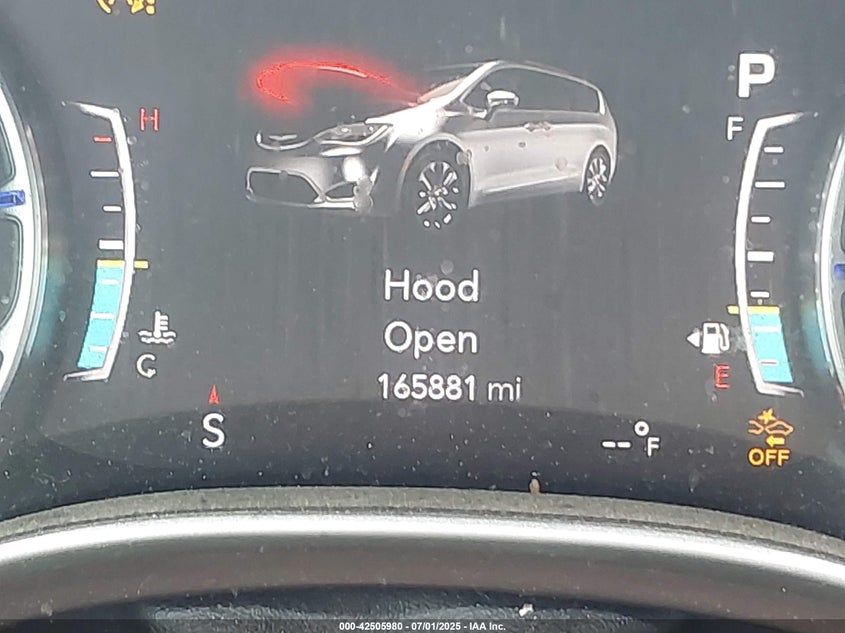 P
H
F
Hood
Open
C
E
165881 mi
S
--°F
OFF
000-42505980 - 07/01/2025 - IAA Inc.